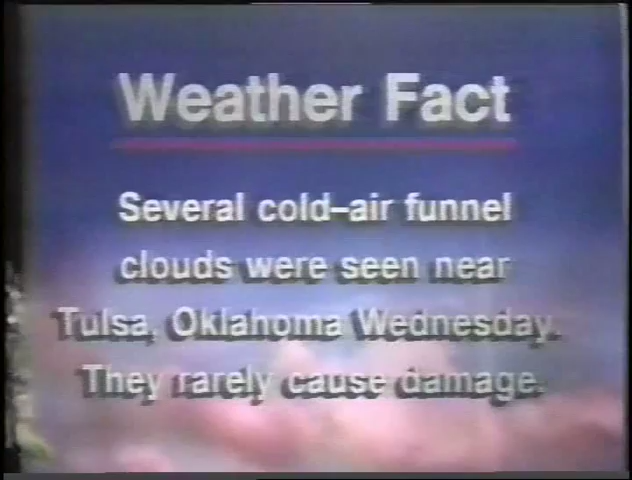 Weather Fact
Several cold-air funnel
clouds were seen near
Tulsa, Oklahoma Wednesday.
They rarely cause damage.